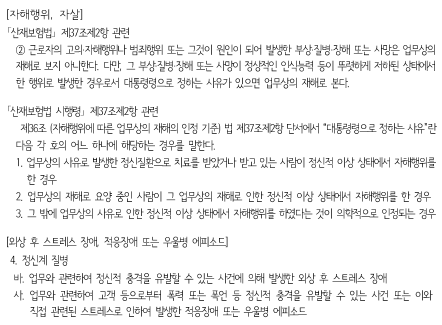 [자해행위, 자살]
「산재보험법」 제37조제2항 관련
② 근로자의 고의·자해행위나 범죄행위 또는 그것이 원인이 되어 발생한 부상·질병·장해 또는 사망은 업무상의
재해로 보지 아니한다. 다만, 그 부상·질병·장해 또는 사망이 정상적인 인식능력 등이 뚜렷하게 저하된 상태에서
한 행위로 발생한 경우로서 대통령령으로 정하는 사유가 있으면 업무상의 재해로 본다.
「산재보험법 시행령」 제37조제2항 관련
제36조 (자해행위에 따른 업무상의 재해의 인정 기준) 법 제37조제2항 단서에서 "대통령령으로 정하는 사유"란
다음 각 호의 어느 하나에 해당하는 경우를 말한다.
1. 업무상의 사유로 발생한 정신질환으로 치료를 받았거나 받고 있는 사람이 정신적 이상 상태에서 자해행위를
한 경우
2. 업무상의 재해로 요양 중인 사람이 그 업무상의 재해로 인한 정신적 이상 상태에서 자해행위를 한 경우
3. 그 밖에 업무상의 사유로 인한 정신적 이상 상태에서 자해행위를 하였다는 것이 의학적으로 인정되는 경우
[외상 후 스트레스 장애, 적응장애 또는 우울병 에피소드]
4. 정신계 질병
바. 업무와 관련하여 정신적 충격을 유발할 수 있는 사건에 의해 발생한 외상 후 스트레스 장애
사. 업무와 관련하여 고객 등으로부터 폭력 또는 폭언 등 정신적 충격을 유발할 수 있는 사건 또는 이와
직접 관련된 스트레스로 인하여 발생한 적응장애 또는 우울병 에피소드